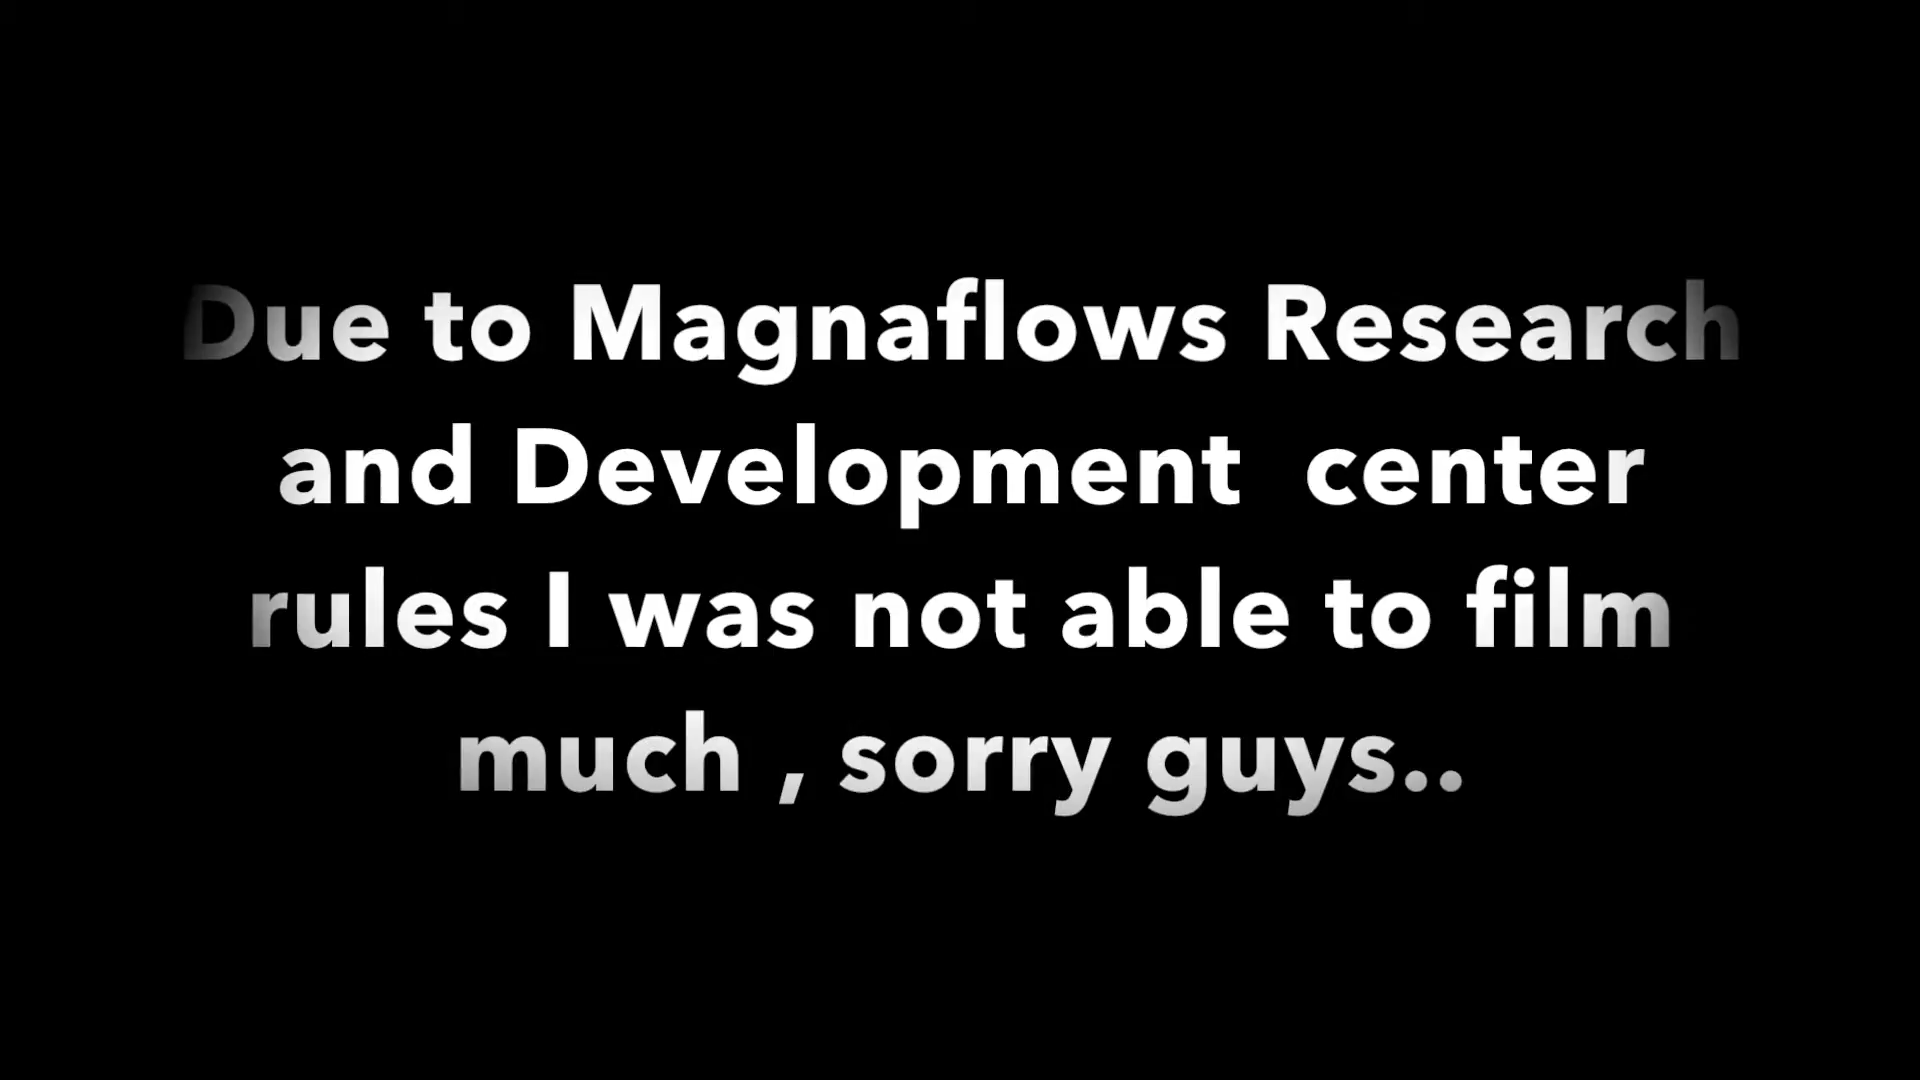 Due to Magnaflows Research
and Development  center
rules I was not able to film
much , sorry guys..